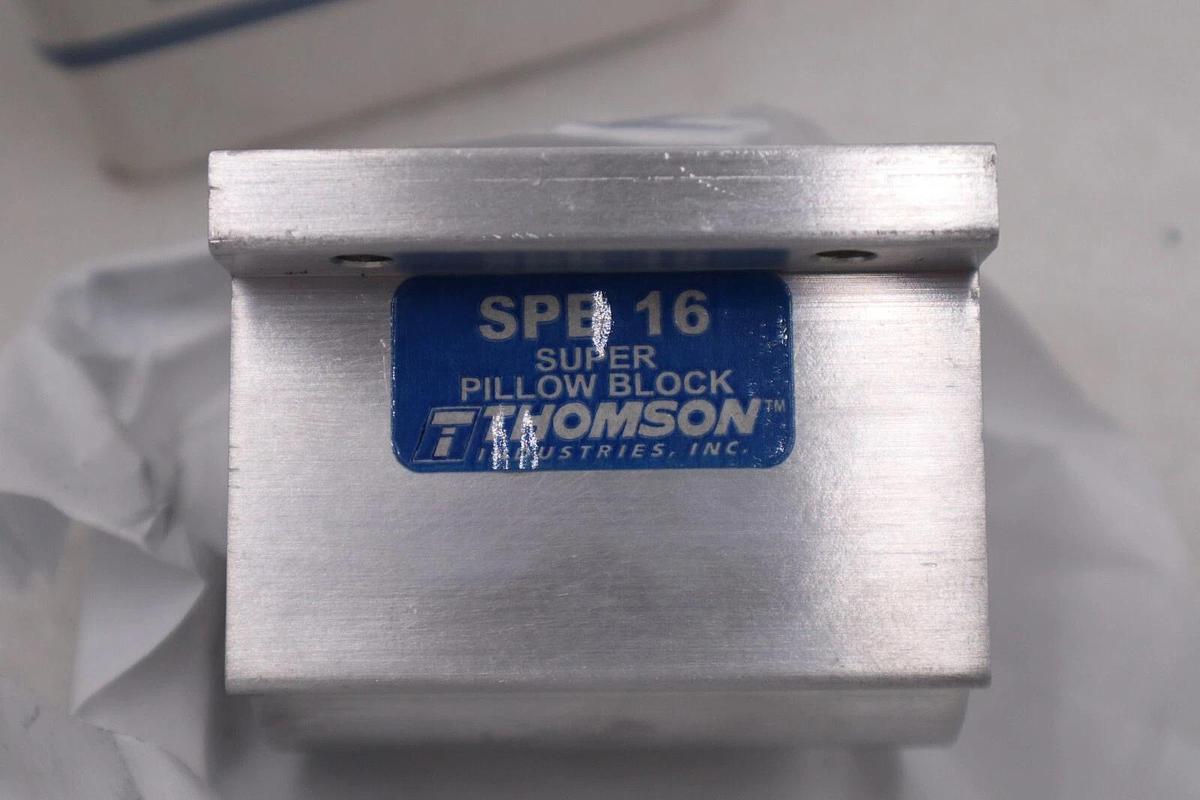 SPB 16
SUPER
PILLOW BLOCK
T THOMSON™
INDUSTRIES, INC.